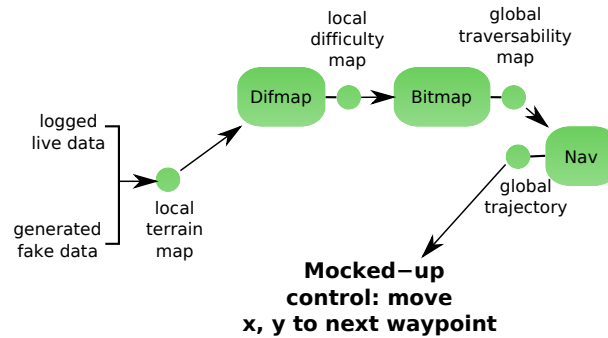 local
difficulty
map
global
traversability
map
Difmap
Bitmap
Nav
logged
live data
generated
fake data
local
terrain
map
global
trajectory
Mocked−up
control: move
x, y to next waypoint